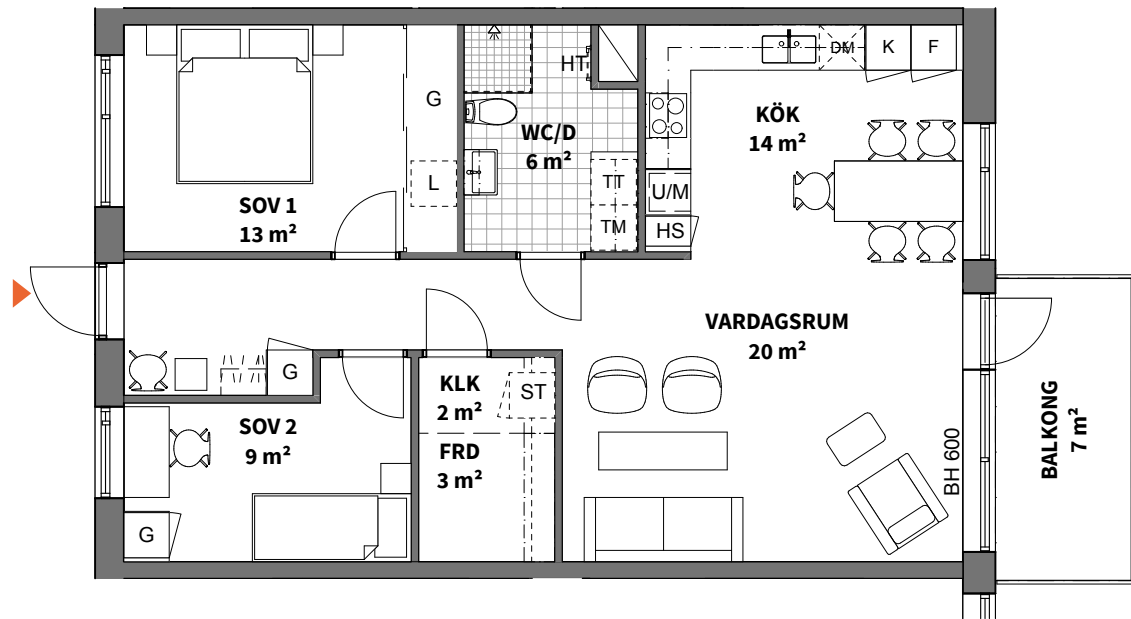 HT
DM
K
F
G
WC/D
6 m²
KÖK
14 m²
L
TT
U/M
SOV 1
13 m²
TM
HS
VARDAGSRUM
20 m²
G
KLK
2 m²
ST
SOV 2
9 m²
FRD
3 m²
G
BH 600
BALKONG
7 m²